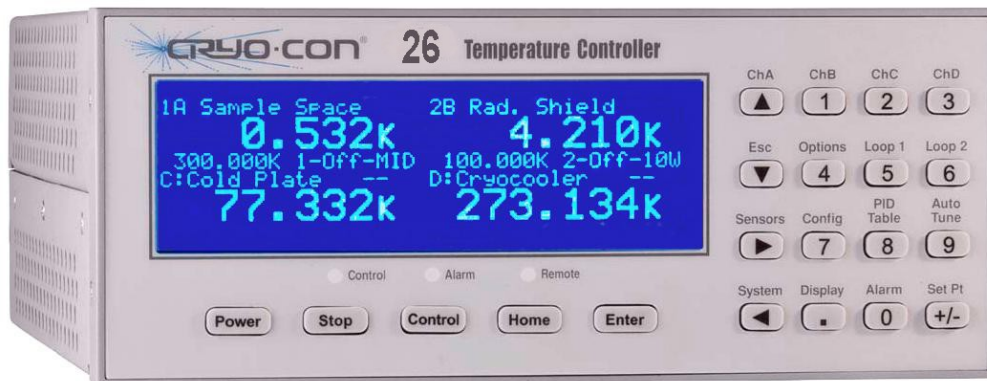 CRYO·CON® 26 Temperature Controller
1A Sample Space 2B Rad. Shield
0.532K 4.210K
300.000K 1-Off-MID 100.000K 2-Off-10W
C:Cold Plate -- D:Cryocooler --
77.332K 273.134K
Control Alarm Remote
Power Stop Control Home Enter
ChA ChB ChC ChD
▲ 1 2 3
Esc Options Loop 1 Loop 2
▼ 4 5 6
Sensors Config PID Table Auto Tune
► 7 8 9
System Display Alarm Set Pt
◄ . 0 +/-